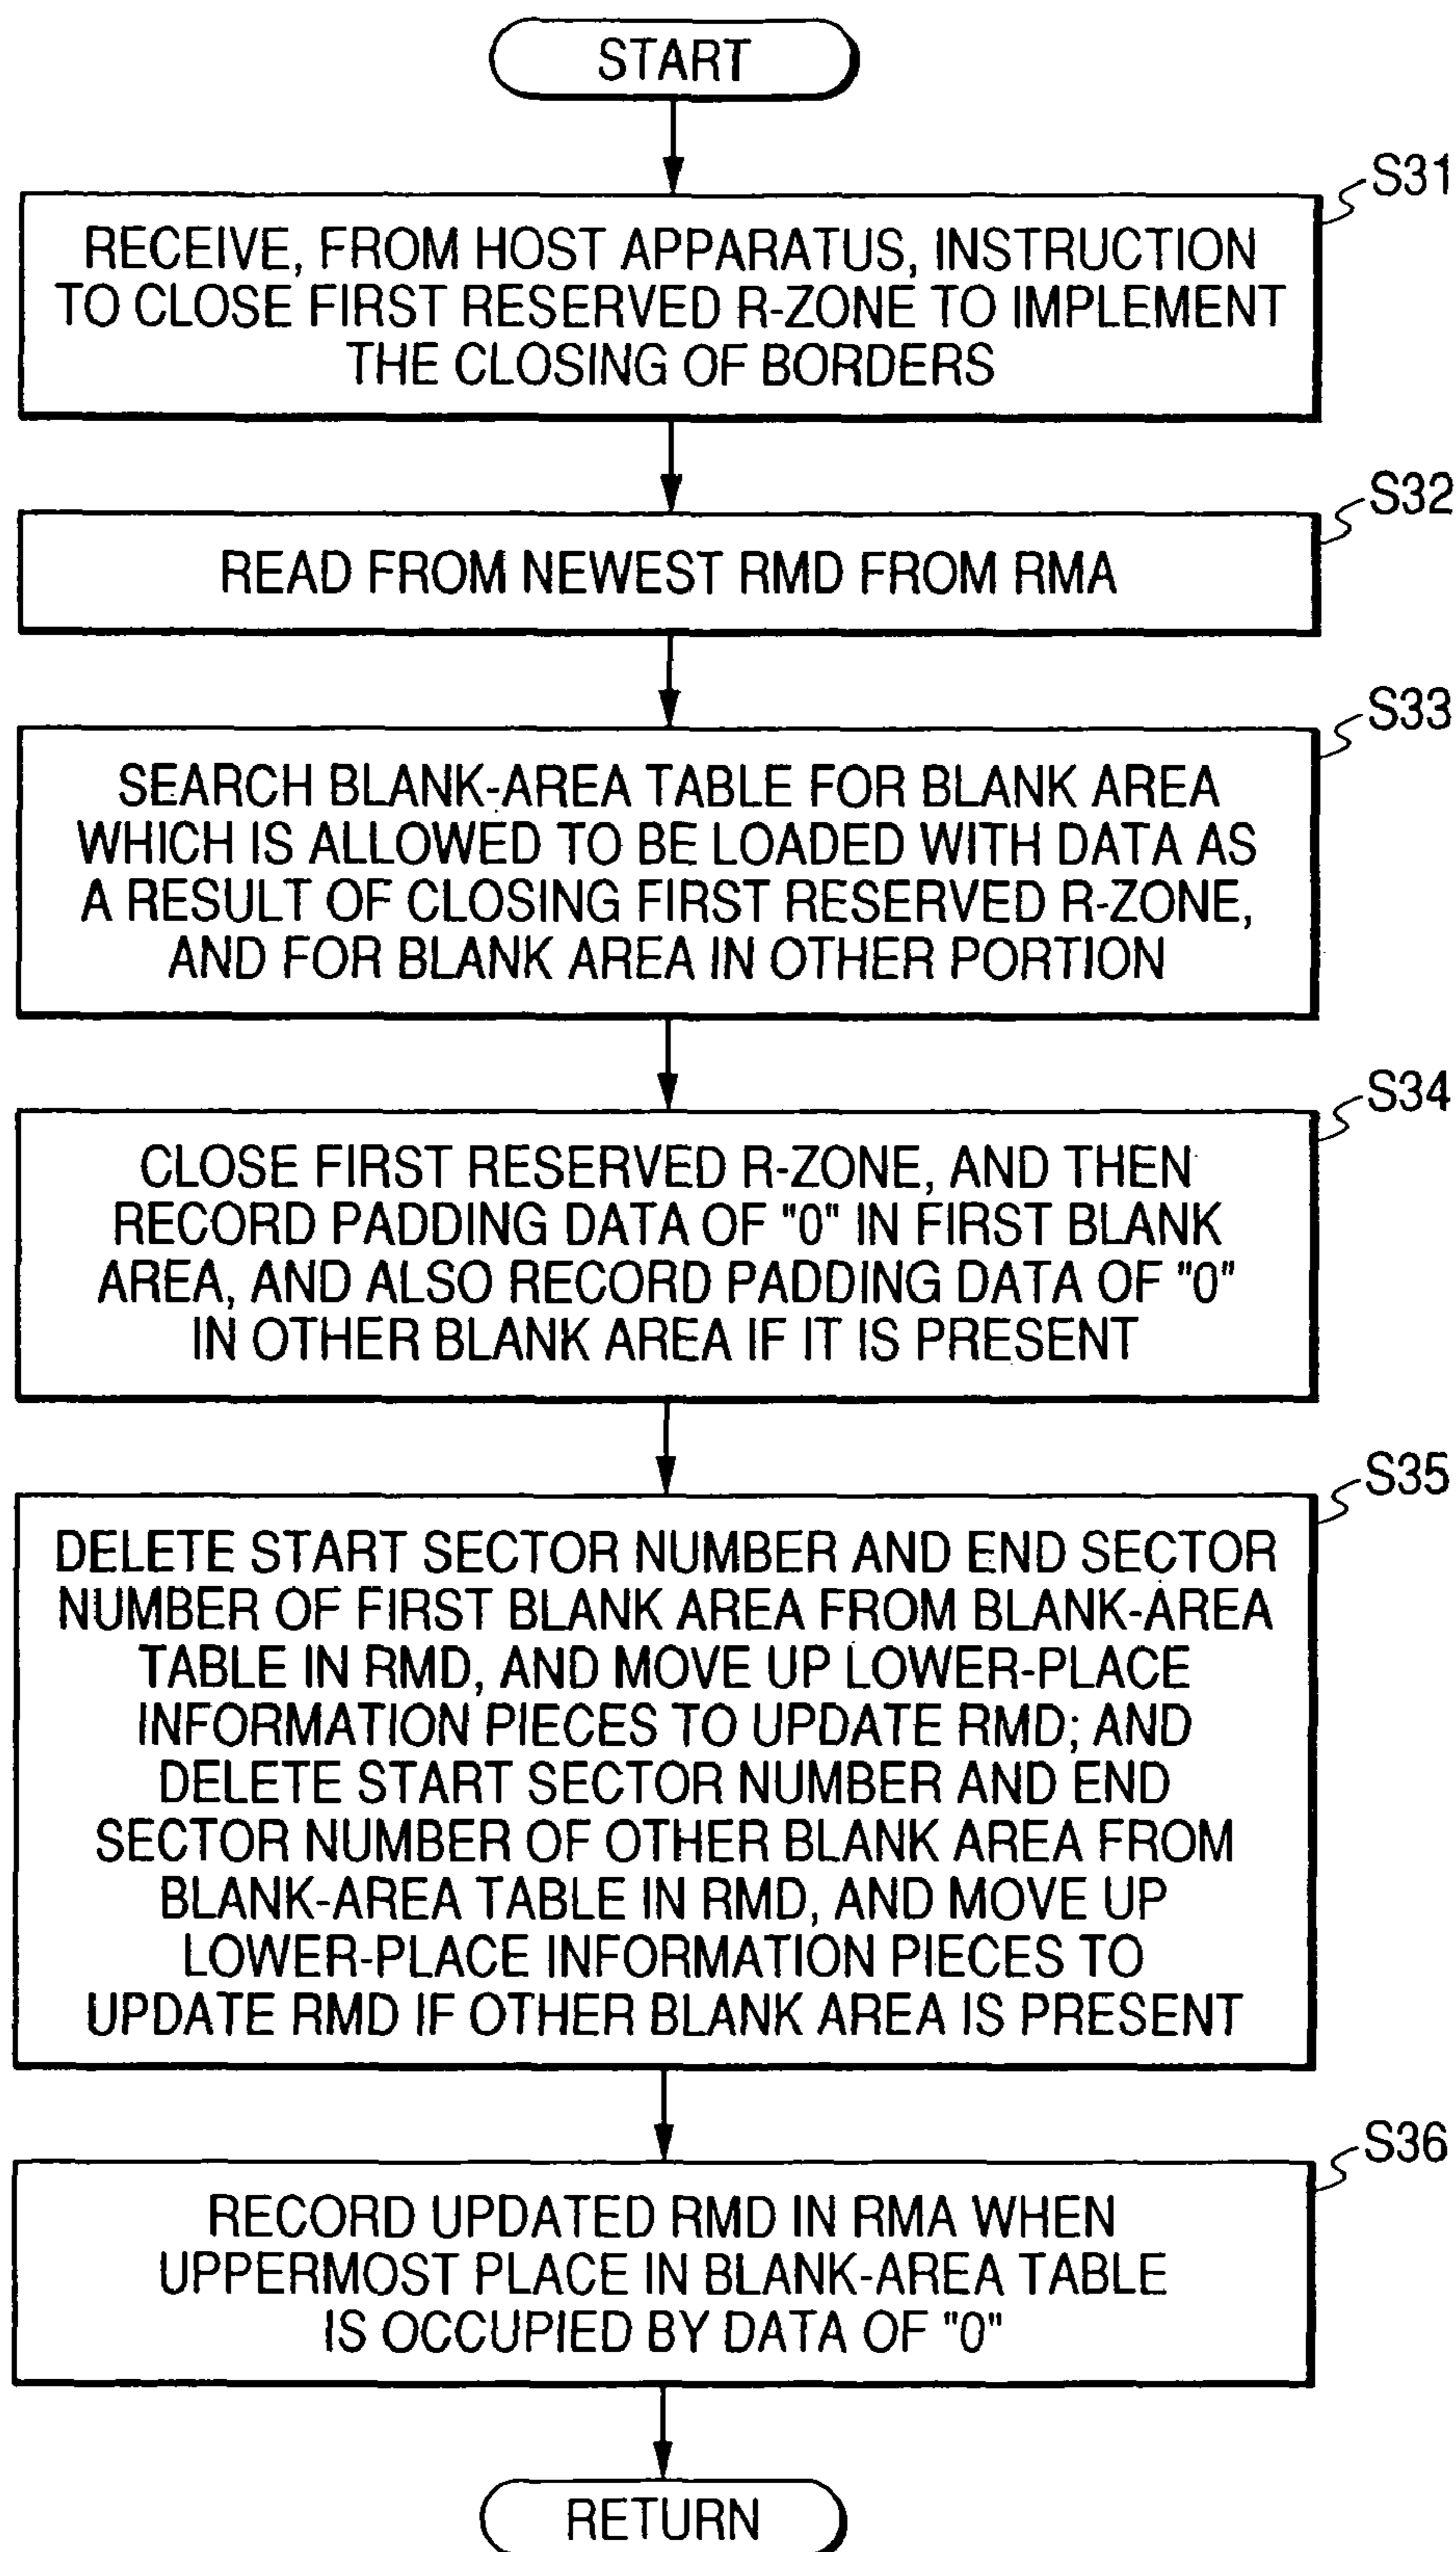 START
S31
RECEIVE, FROM HOST APPARATUS, INSTRUCTION
TO CLOSE FIRST RESERVED R-ZONE TO IMPLEMENT
THE CLOSING OF BORDERS
S32
READ FROM NEWEST RMD FROM RMA
S33
SEARCH BLANK-AREA TABLE FOR BLANK AREA
WHICH IS ALLOWED TO BE LOADED WITH DATA AS
A RESULT OF CLOSING FIRST RESERVED R-ZONE,
AND FOR BLANK AREA IN OTHER PORTION
S34
CLOSE FIRST RESERVED R-ZONE, AND THEN
RECORD PADDING DATA OF "0" IN FIRST BLANK
AREA, AND ALSO RECORD PADDING DATA OF "0"
IN OTHER BLANK AREA IF IT IS PRESENT
S35
DELETE START SECTOR NUMBER AND END SECTOR
NUMBER OF FIRST BLANK AREA FROM BLANK-AREA
TABLE IN RMD, AND MOVE UP LOWER-PLACE
INFORMATION PIECES TO UPDATE RMD; AND
DELETE START SECTOR NUMBER AND END
SECTOR NUMBER OF OTHER BLANK AREA FROM
BLANK-AREA TABLE IN RMD, AND MOVE UP
LOWER-PLACE INFORMATION PIECES TO
UPDATE RMD IF OTHER BLANK AREA IS PRESENT
S36
RECORD UPDATED RMD IN RMA WHEN
UPPERMOST PLACE IN BLANK-AREA TABLE
IS OCCUPIED BY DATA OF "0"
RETURN